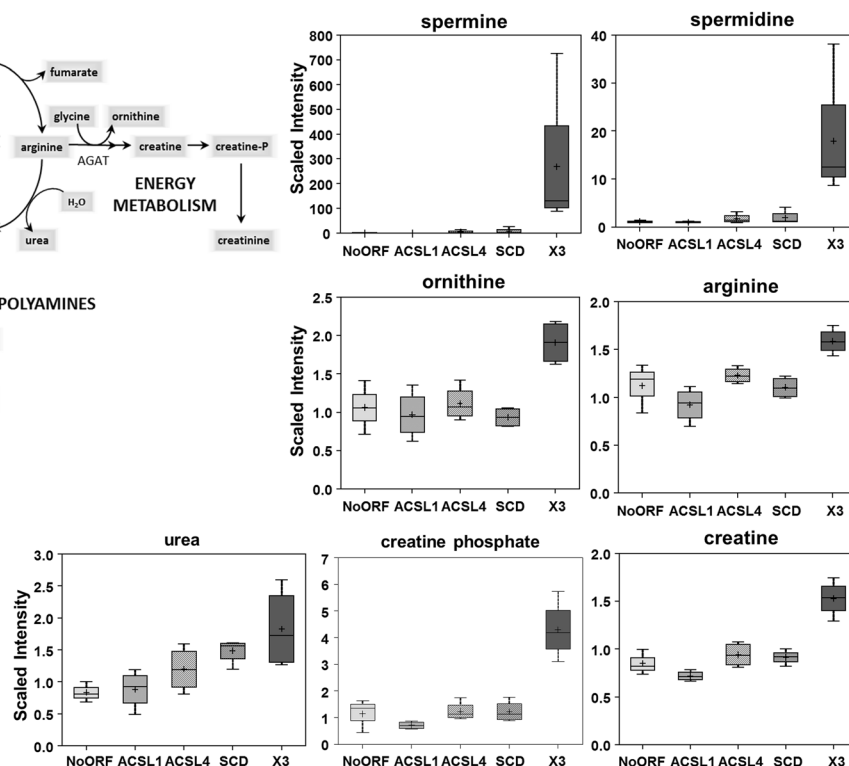 fumarate
glycine
ornithine
arginine
creatine
creatine-P
AGAT
ENERGY
METABOLISM
H₂O
urea
creatinine
POLYAMINES
spermine
Scaled Intensity
800
700
600
500
400
300
200
100
0
NoORF ACSL1 ACSL4 SCD X3
spermidine
40
30
20
10
0
NoORF ACSL1 ACSL4 SCD X3
ornithine
Scaled Intensity
2.5
2.0
1.5
1.0
0.5
0.0
NoORF ACSL1 ACSL4 SCD X3
arginine
2.0
1.5
1.0
0.5
0.0
NoORF ACSL1 ACSL4 SCD X3
urea
Scaled Intensity
3.0
2.5
2.0
1.5
1.0
0.5
0.0
NoORF ACSL1 ACSL4 SCD X3
creatine phosphate
7
6
5
4
3
2
1
0
NoORF ACSL1 ACSL4 SCD X3
creatine
2.0
1.5
1.0
0.5
0.0
NoORF ACSL1 ACSL4 SCD X3